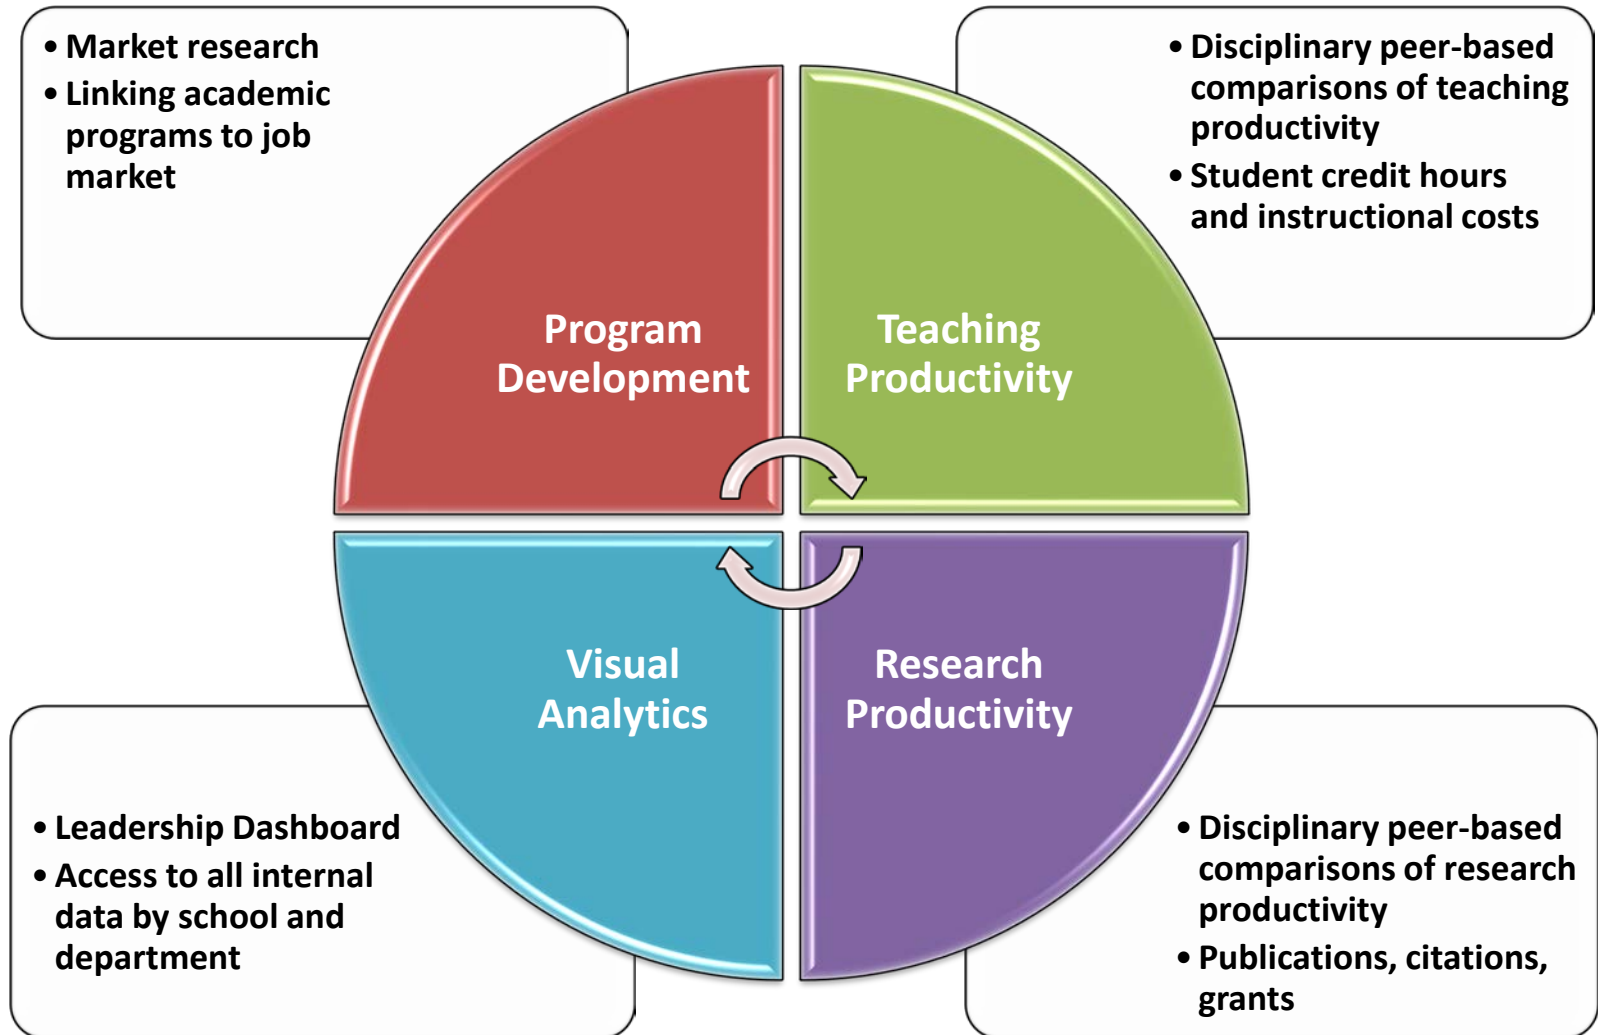 • Market research
• Linking academic
programs to job
market
• Disciplinary peer-based
comparisons of teaching
productivity
• Student credit hours
and instructional costs
Program
Development
Teaching
Productivity
Visual
Analytics
Research
Productivity
• Leadership Dashboard
• Access to all internal
data by school and
department
• Disciplinary peer-based
comparisons of research
productivity
• Publications, citations,
grants